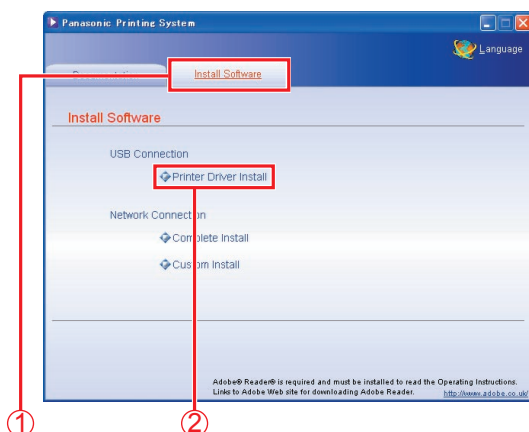 Panasonic Printing System
Language
Install Software
Install Software
USB Connection
Printer Driver Install
Network Connection
Complete Install
Custom Install
Adobe® Reader® is required and must be installed to read the Operating Instructions.
Links to Adobe Web site for downloading Adobe Reader. http://www.adobe.co.uk/
① ②